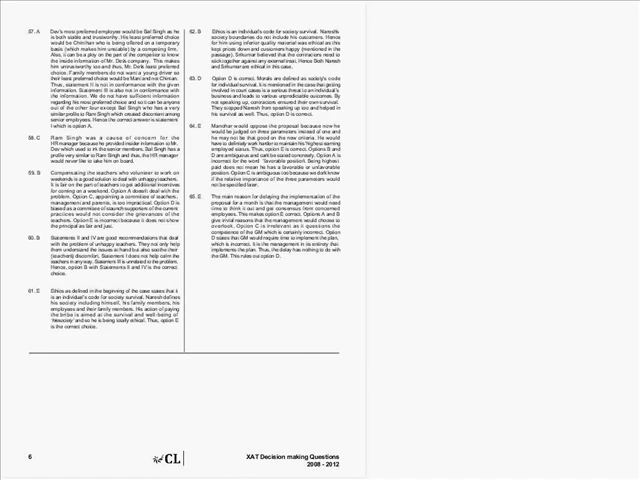 57. A Dev's most preferred employee would be Bal Singh as he
is both stable and trustworthy. His least preferred choice
would be Chintan who is being offered on a temporary
basis (which makes him unstable) by a competing firm.
Also, it can be a ploy on the part of the competitor to know
the inside information of Mr. Dev's company. This makes
him untrustworthy too and thus, Mr. Dev's least preferred
choice. Family members do not want a young driver so
their least preferred choice would be Mani and not Chintan.
Thus, statement II is not in conformance with the given
information. Statement III is also not in conformance with
the information. We do not have sufficient information
regarding his most preferred choice and so it can be anyone
out of the other four except Bal Singh who has a very
similar profile to Ram Singh which created discontent among
senior employees. Hence the correct answer is statement
I which is option A.
58. C Ram Singh was a cause of concern for the
HR manager because he provided insider information to Mr.
Dev which used to irk the senior members. Bal Singh has a
profile very similar to Ram Singh and thus, the HR manager
would never like to take him on board.
59. B Compensating the teachers who volunteer to work on
weekends is a good solution to deal with unhappy teachers.
It is fair on the part of teachers to get additional incentives
for coming on a weekend. Option A doesn't deal with the
problem. Option C, appointing a committee of teachers,
management and parents, is too impractical. Option D is
biased as a committee of staunch supporters of the current
practices would not consider the grievances of the
teachers. Option E is incorrect because it does not show
the principal as fair and just.
60. B Statements II and IV are good recommendations that deal
with the problem of unhappy teachers. They not only help
them understand the issues at hand but also soothe their
(teachers) discomfort. Statement I does not help calm the
teachers in any way. Statement III is unrelated to the problem.
Hence, option B with Statements II and IV is the correct
choice.
61. E Ethics as defined in the beginning of the case states that it
is an individual's code for society survival. Naresh defines
his society including himself, his family members, his
employees and their family members. His action of paying
the bribe is aimed at the survival and well-being of
'his society' and so he is being totally ethical. Thus, option E
is the correct choice.
62. B Ethics is an individual's code for society survival. Naresh's
society boundaries do not include his customers. Hence
for him using inferior quality material was ethical as this
kept prices down and customers happy (mentioned in the
passage). Srikumar believed that the contractors need to
stick together against any external threat. Hence Both Naresh
and Srikumar are ethical in this case.
63. D Option D is correct. Morals are defined as society's code
for individual survival. It is mentioned in the case that getting
involved in court cases is a serious threat to an individual's
business and leads to various unpredictable outcomes. By
not speaking up, contractors ensured their own survival.
They stopped Naresh from speaking up too and helped in
his survival as well. Thus, option D is correct.
64. E Manohar would oppose the proposal because now he
would be judged on three parameters instead of one and
he may not be that good on the new criteria. He would
have to definitely work harder to maintain his 'highest earning
employee' status. Thus, option E is correct. Options B and
D are ambiguous and can't be stated concretely. Option A is
incorrect for the word 'favorable position'. Being highest
paid does not mean he has a favorable or unfavorable
position. Option C is ambiguous too because we don't know
if the relative importance of the three parameters would
not be specified later.
65. E The main reason for delaying the implementation of the
proposal for a month is that the management would need
time to think it out and get consensus from concerned
employees. This makes option E correct. Options A and B
give trivial reasons that the management would choose to
overlook. Option C is irrelevant as it questions the
competence of the GM which is certainly incorrect. Option
D states that GM would require time to implement the plan,
which is incorrect. It is the management in its entirety that
implements the plan. Thus, the delay has nothing to do with
the GM. This rules out option D.
6
CL
XAT Decision making Questions
2008 - 2012